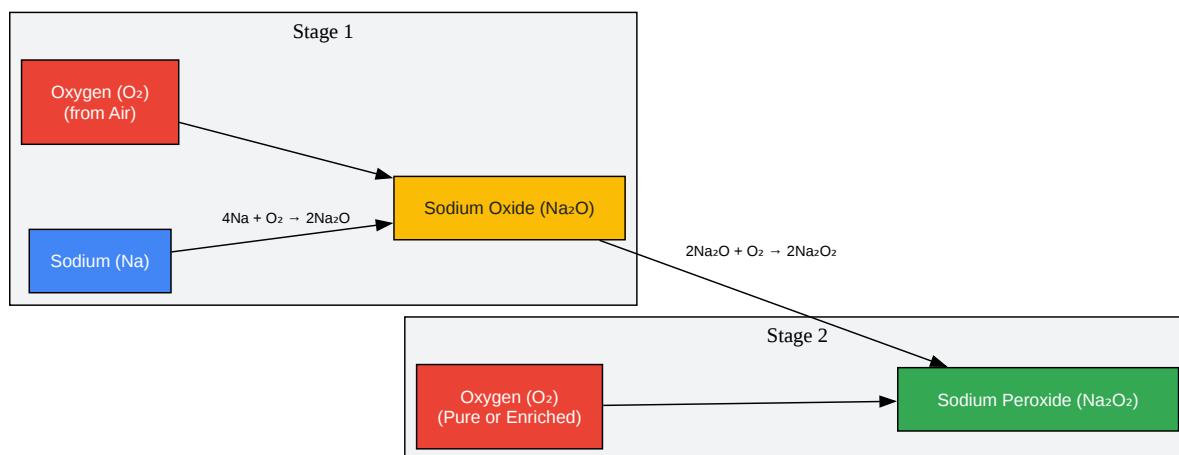 Stage 1
Oxygen (O₂)
(from Air)
Sodium Oxide (Na₂O)
4Na + O₂ → 2Na₂O
Sodium (Na)
2Na₂O + O₂ → 2Na₂O₂
Stage 2
Oxygen (O₂)
(Pure or Enriched)
Sodium Peroxide (Na₂O₂)